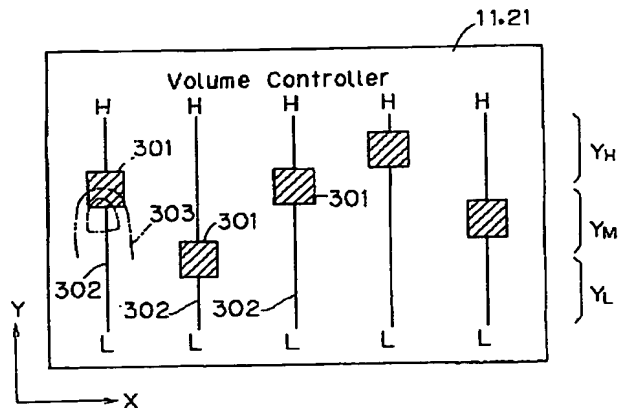 11.21
Volume Controller
H H H H H
301
YH
303 301 301
YM
302 302 302
YL
L L L L L
Y
X